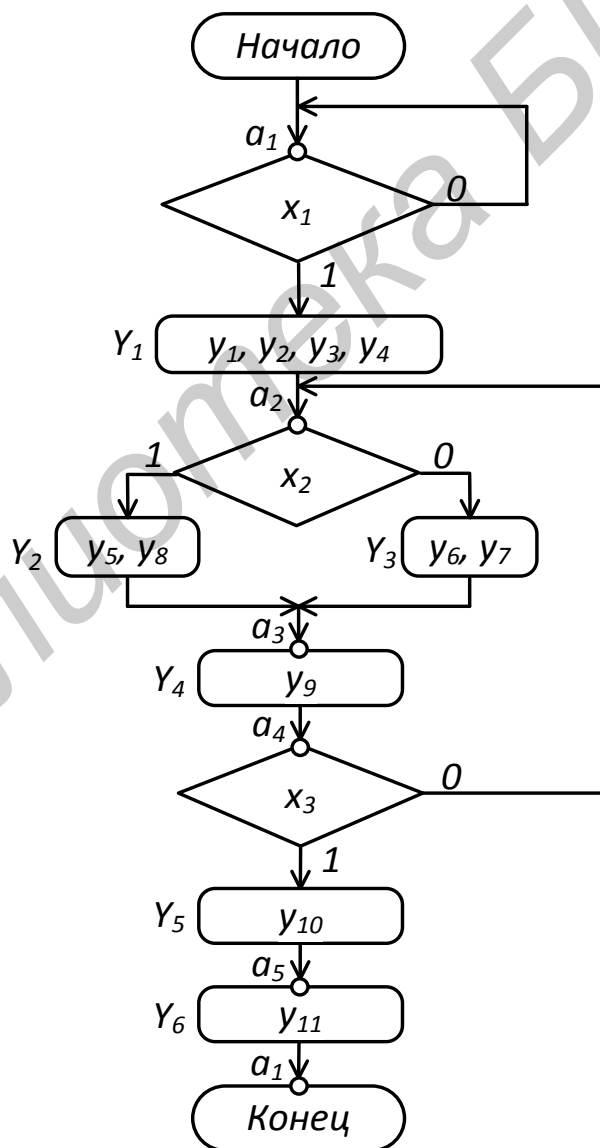 Начало
a₁
x₁
0
1
Y₁ y₁, y₂, y₃, y₄
a₂
1 x₂ 0
Y₂ y₅, y₈ Y₃ y₆, y₇
a₃
Y₄ y₉
a₄
x₃ 0
1
Y₅ y₁₀
a₅
Y₆ y₁₁
a₁
Конец